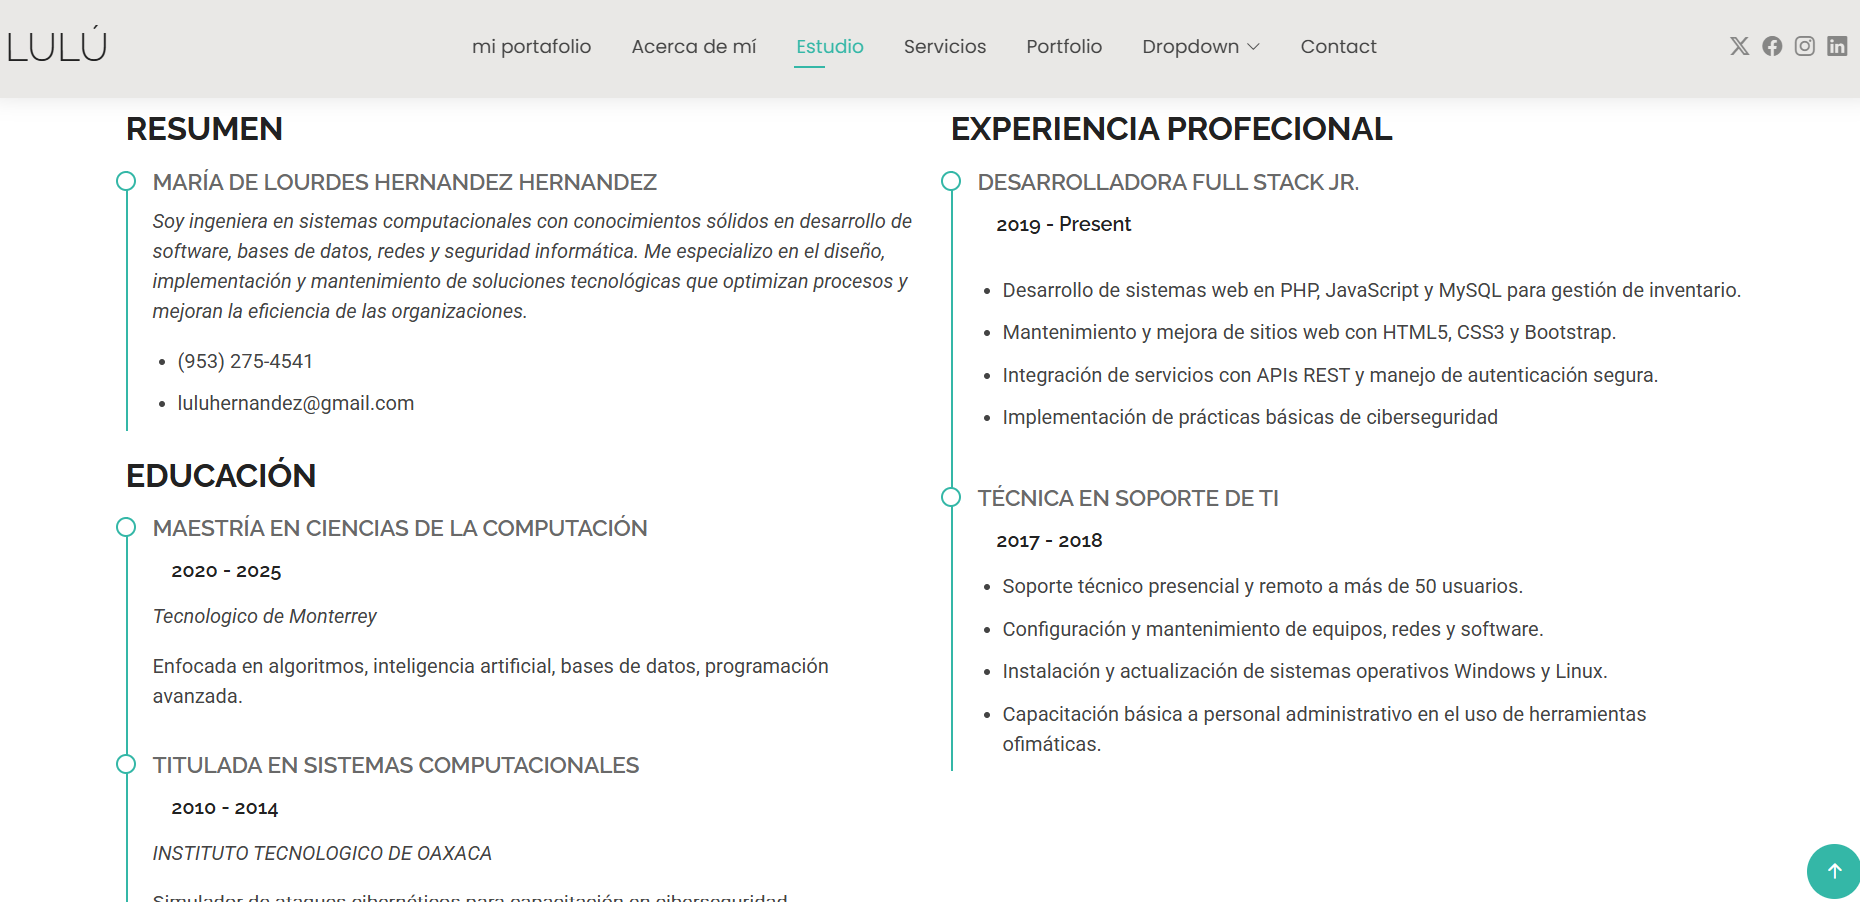 LULÚ
mi portafolio
Acerca de mí
Estudio
Servicios
Portfolio
Dropdown
Contact
RESUMEN
MARÍA DE LOURDES HERNANDEZ HERNANDEZ
Soy ingeniera en sistemas computacionales con conocimientos sólidos en desarrollo de
software, bases de datos, redes y seguridad informática. Me especializo en el diseño,
implementación y mantenimiento de soluciones tecnológicas que optimizan procesos y
mejoran la eficiencia de las organizaciones.
(953) 275-4541
luluhernandez@gmail.com
EDUCACIÓN
MAESTRÍA EN CIENCIAS DE LA COMPUTACIÓN
2020 - 2025
Tecnologico de Monterrey
Enfocada en algoritmos, inteligencia artificial, bases de datos, programación
avanzada.
TITULADA EN SISTEMAS COMPUTACIONALES
2010 - 2014
INSTITUTO TECNOLOGICO DE OAXACA
Simulador de ataques cibernéticos para capacitación en ciberseguridad
EXPERIENCIA PROFECIONAL
DESARROLLADORA FULL STACK JR.
2019 - Present
Desarrollo de sistemas web en PHP, JavaScript y MySQL para gestión de inventario.
Mantenimiento y mejora de sitios web con HTML5, CSS3 y Bootstrap.
Integración de servicios con APIs REST y manejo de autenticación segura.
Implementación de prácticas básicas de ciberseguridad
TÉCNICA EN SOPORTE DE TI
2017 - 2018
Soporte técnico presencial y remoto a más de 50 usuarios.
Configuración y mantenimiento de equipos, redes y software.
Instalación y actualización de sistemas operativos Windows y Linux.
Capacitación básica a personal administrativo en el uso de herramientas
ofimáticas.